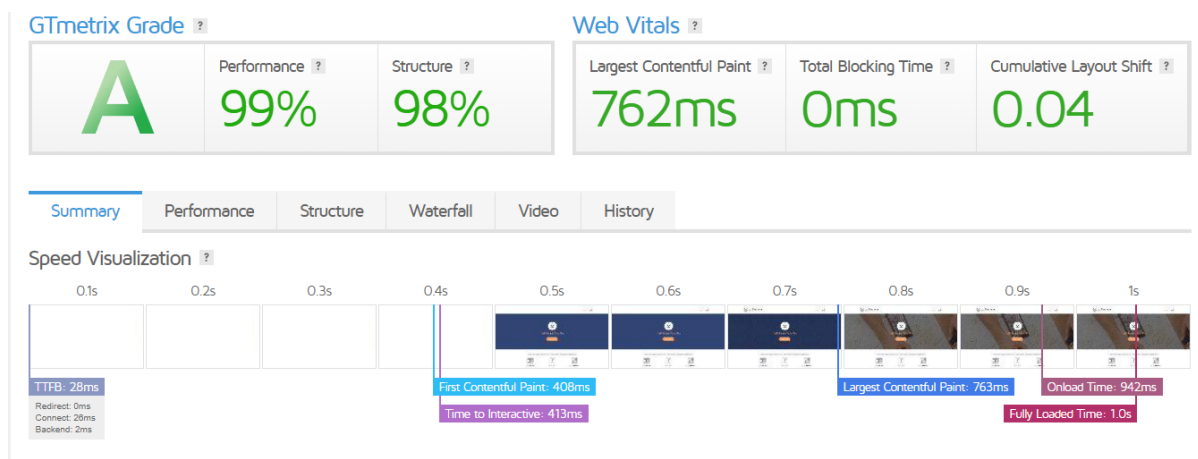 GTmetrix Grade ?
Web Vitals ?
A
Performance ?
99%
Structure ?
98%
Largest Contentful Paint ?
762ms
Total Blocking Time ?
0ms
Cumulative Layout Shift ?
0.04
Summary Performance Structure Waterfall Video History
Speed Visualization ?
0.1s 0.2s 0.3s 0.4s 0.5s 0.6s 0.7s 0.8s 0.9s 1s
TTFB: 28ms
Redirect: 0ms
Connect: 26ms
Backend: 2ms
First Contentful Paint: 408ms
Time to Interactive: 413ms
Largest Contentful Paint: 763ms
Onload Time: 942ms
Fully Loaded Time: 1.0s